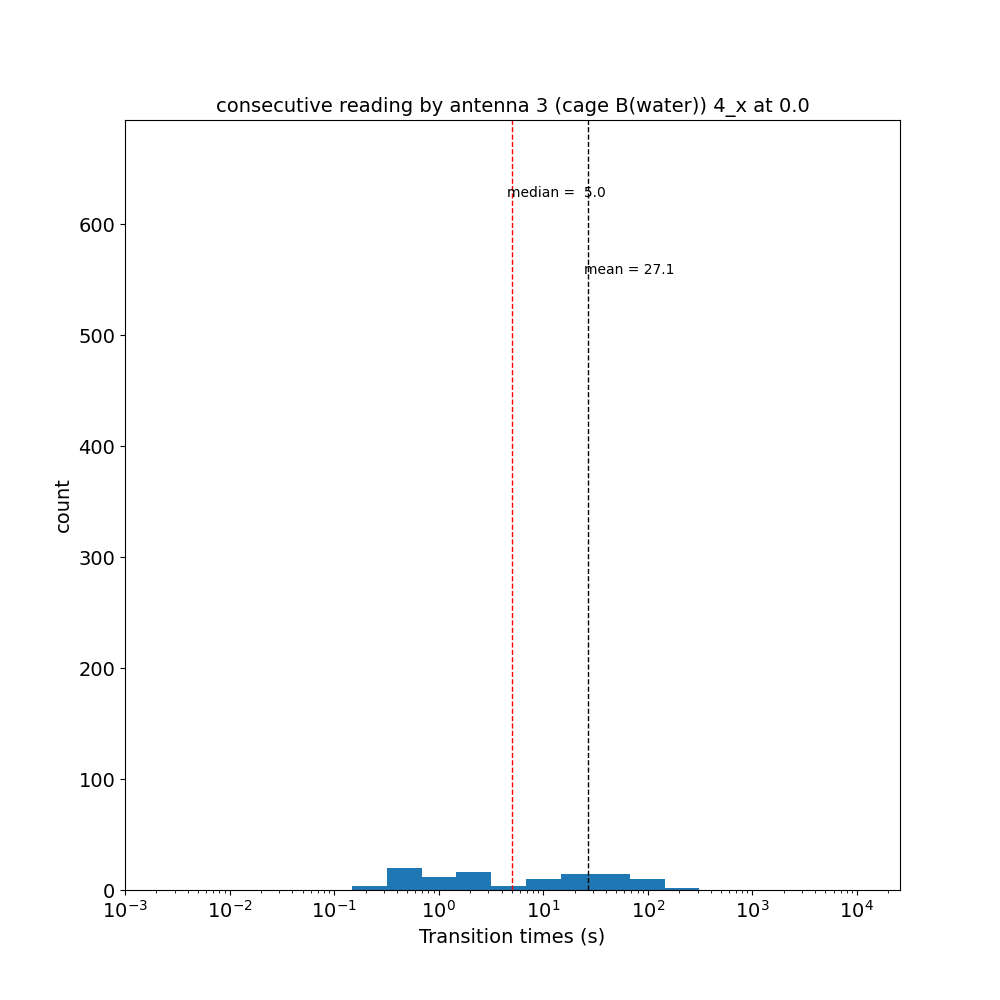 consecutive reading by antenna 3 (cage B(water)) 4_x at 0.0
median =  5.0
mean = 27.1
600
500
400
300
200
100
0
count
10⁻³ 10⁻² 10⁻¹ 10⁰ 10¹ 10² 10³ 10⁴
Transition times (s)